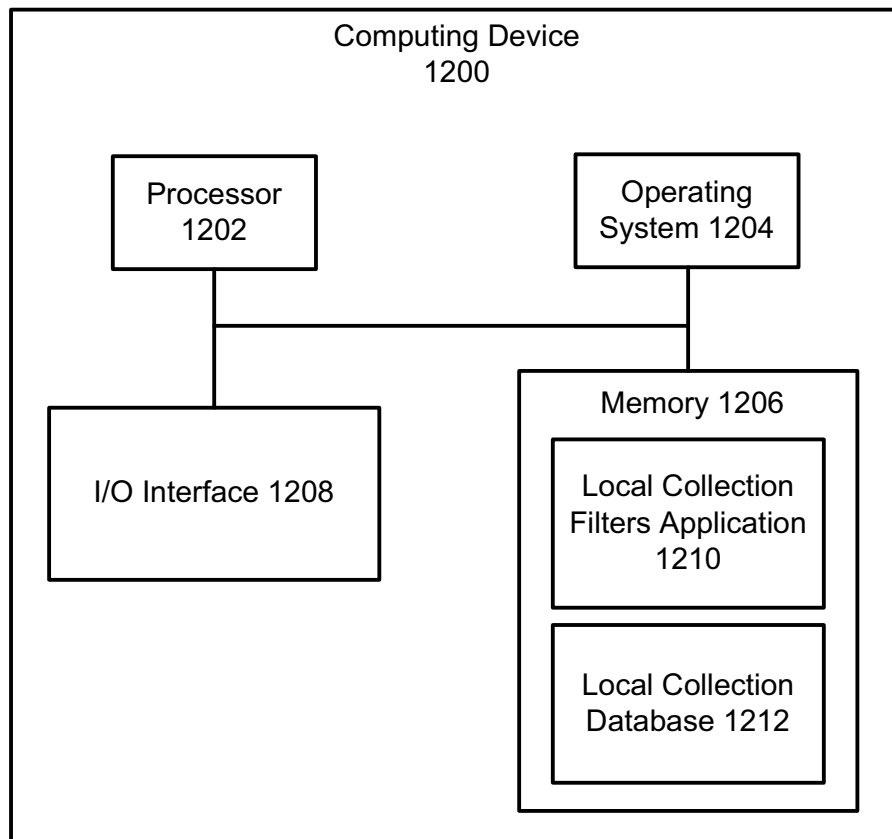 Computing Device
1200
Processor
1202
Operating
System 1204
I/O Interface 1208
Memory 1206
Local Collection
Filters Application
1210
Local Collection
Database 1212